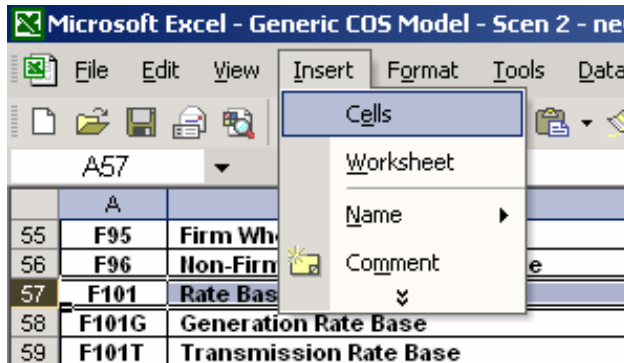 Microsoft Excel - Generic COS Model - Scen 2 - ne
File Edit View Insert Format Tools Data
Cells
A57
Worksheet
A
Name
55 F95 Firm Wh
56 F96 Non-Firm e
Comment
57 F101 Rate Bas
58 F101G Generation Rate Base
59 F101T Transmission Rate Base